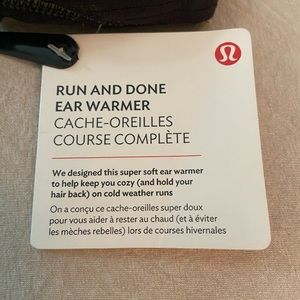 RUN AND DONE
EAR WARMER
CACHE-OREILLES
COURSE COMPLÈTE
We designed this super soft ear warmer
to help keep you cozy (and hold your
hair back) on cold weather runs
On a conçu ce cache-oreilles super doux
pour vous aider à rester au chaud (et à éviter
les mèches rebelles) lors de courses hivernales